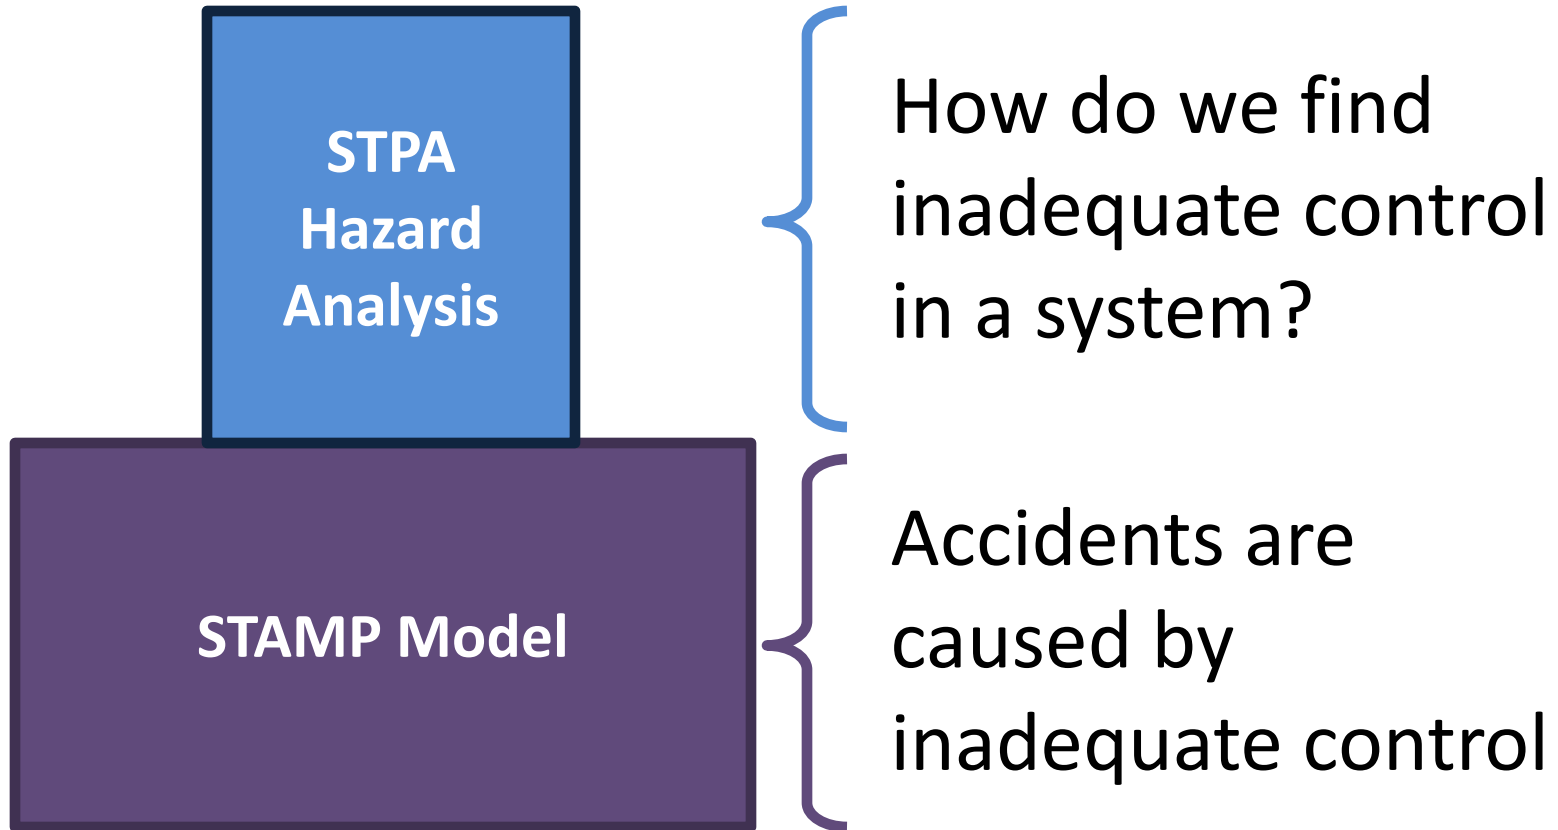 STPA
Hazard
Analysis
How do we find
inadequate control
in a system?
STAMP Model
Accidents are
caused by
inadequate control